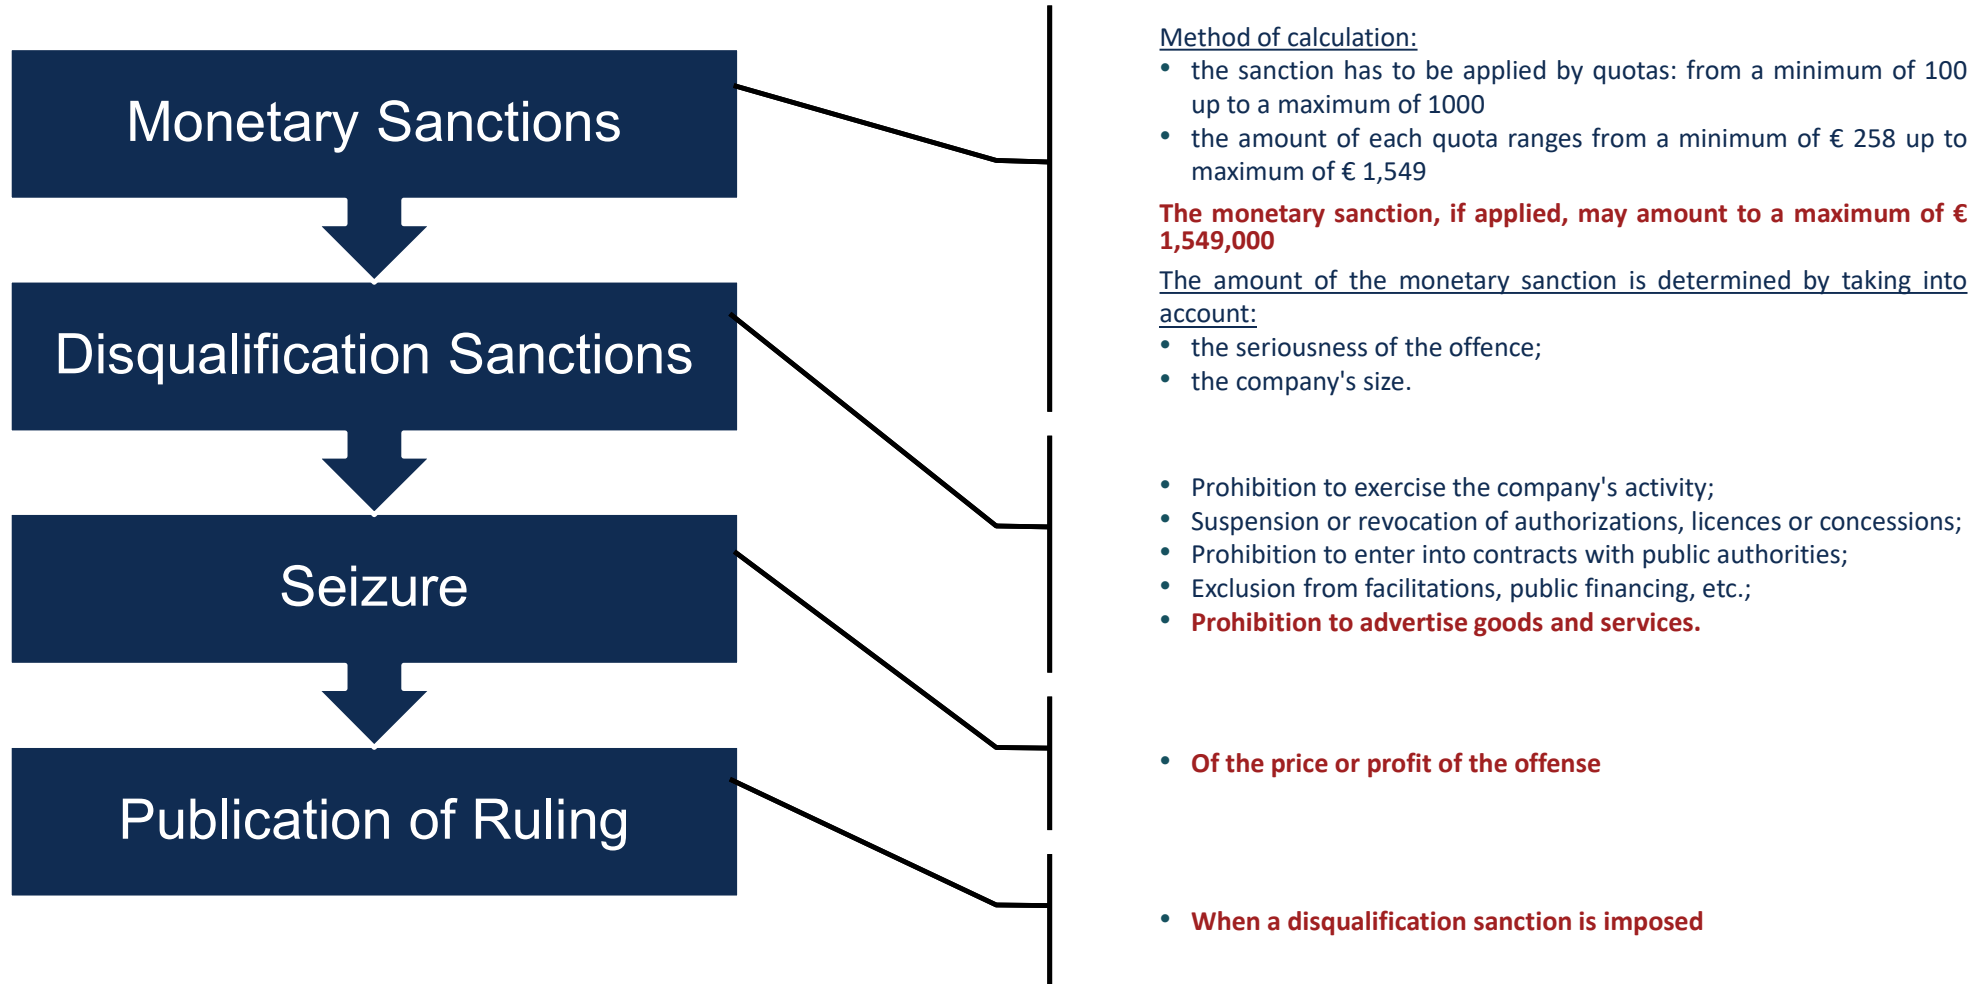 Monetary Sanctions
Method of calculation:
• the sanction has to be applied by quotas: from a minimum of 100
up to a maximum of 1000
• the amount of each quota ranges from a minimum of € 258 up to
maximum of € 1,549
The monetary sanction, if applied, may amount to a maximum of €
1,549,000
The amount of the monetary sanction is determined by taking into
account:
• the seriousness of the offence;
• the company's size.
Disqualification Sanctions
• Prohibition to exercise the company's activity;
• Suspension or revocation of authorizations, licences or concessions;
• Prohibition to enter into contracts with public authorities;
• Exclusion from facilitations, public financing, etc.;
• Prohibition to advertise goods and services.
Seizure
• Of the price or profit of the offense
Publication of Ruling
• When a disqualification sanction is imposed